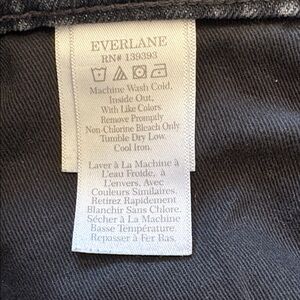 EVERLANE
RN# 139393
Machine Wash Cold,
Inside Out,
With Like Colors
Remove Promptly
Non-Chlorine Bleach Only
Tumble Dry Low.
Cool Iron.
Laver à La Machine à
L'eau Froide, à
L'envers, Avec
Couleurs Similaires.
Retirez Rapidement
Blanchir Sans Chlore.
Sécher à La Machine
Basse Température.
Repasser à Fer Bas.